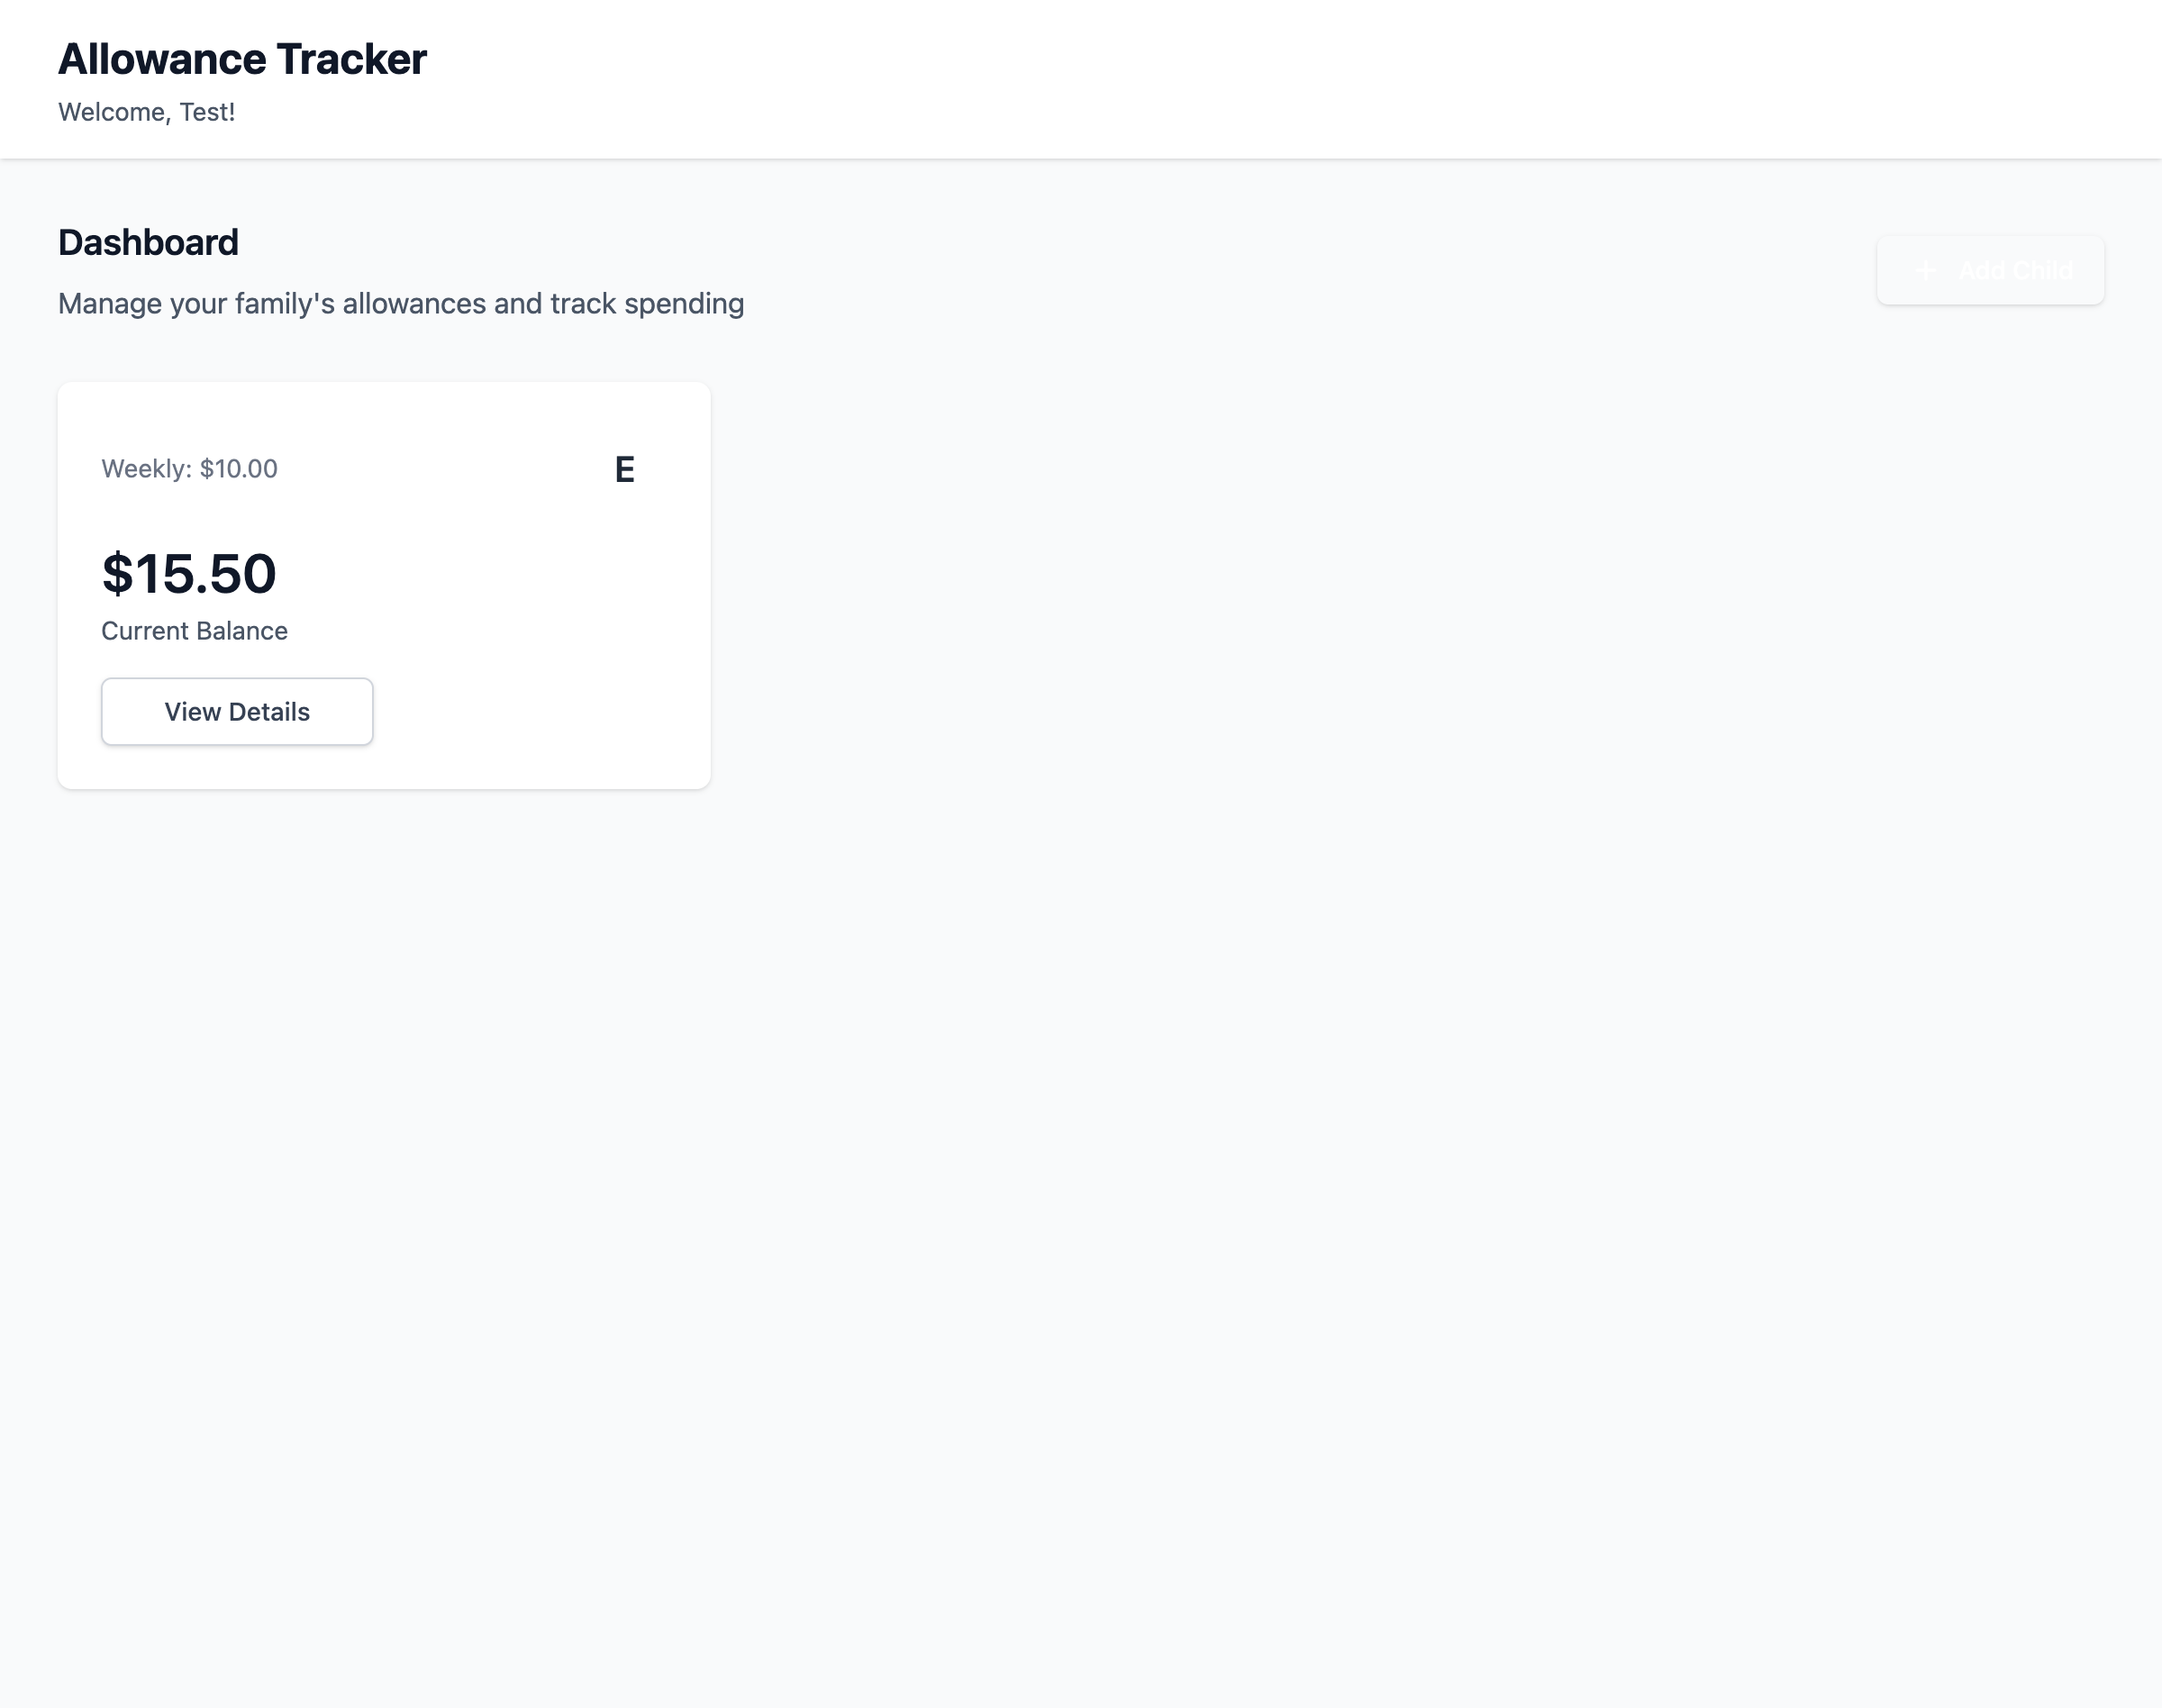 Allowance Tracker
Welcome, Test!
Dashboard
Manage your family's allowances and track spending
+ Add Child
Weekly: $10.00
E
$15.50
Current Balance
View Details